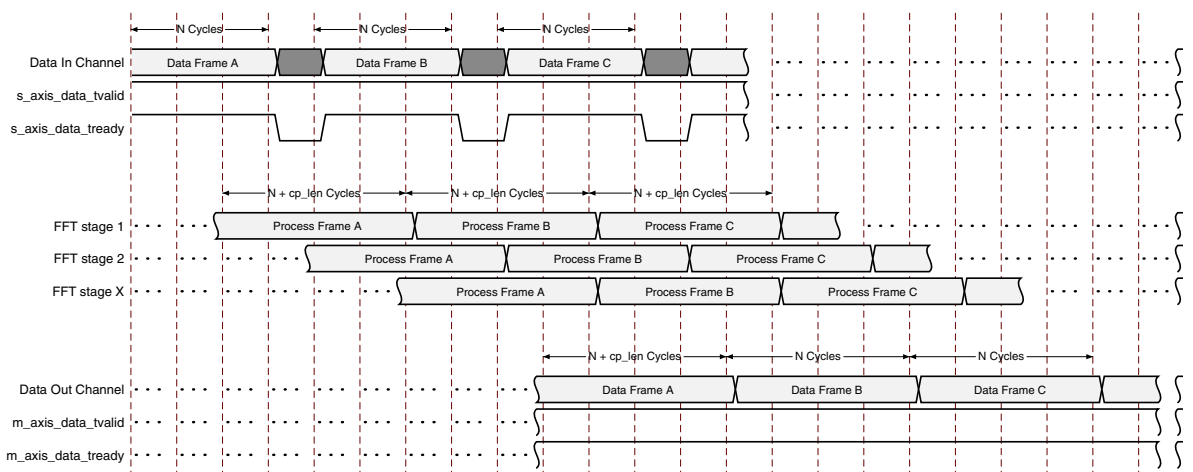 N Cycles N Cycles N Cycles
Data In Channel Data Frame A Data Frame B Data Frame C
s_axis_data_tvalid
s_axis_data_tready
N + cp_len Cycles N + cp_len Cycles N + cp_len Cycles
FFT stage 1 Process Frame A Process Frame B Process Frame C
FFT stage 2 Process Frame A Process Frame B Process Frame C
FFT stage X Process Frame A Process Frame B Process Frame C
N + cp_len Cycles N Cycles N Cycles
Data Out Channel Data Frame A Data Frame B Data Frame C
m_axis_data_tvalid
m_axis_data_tready